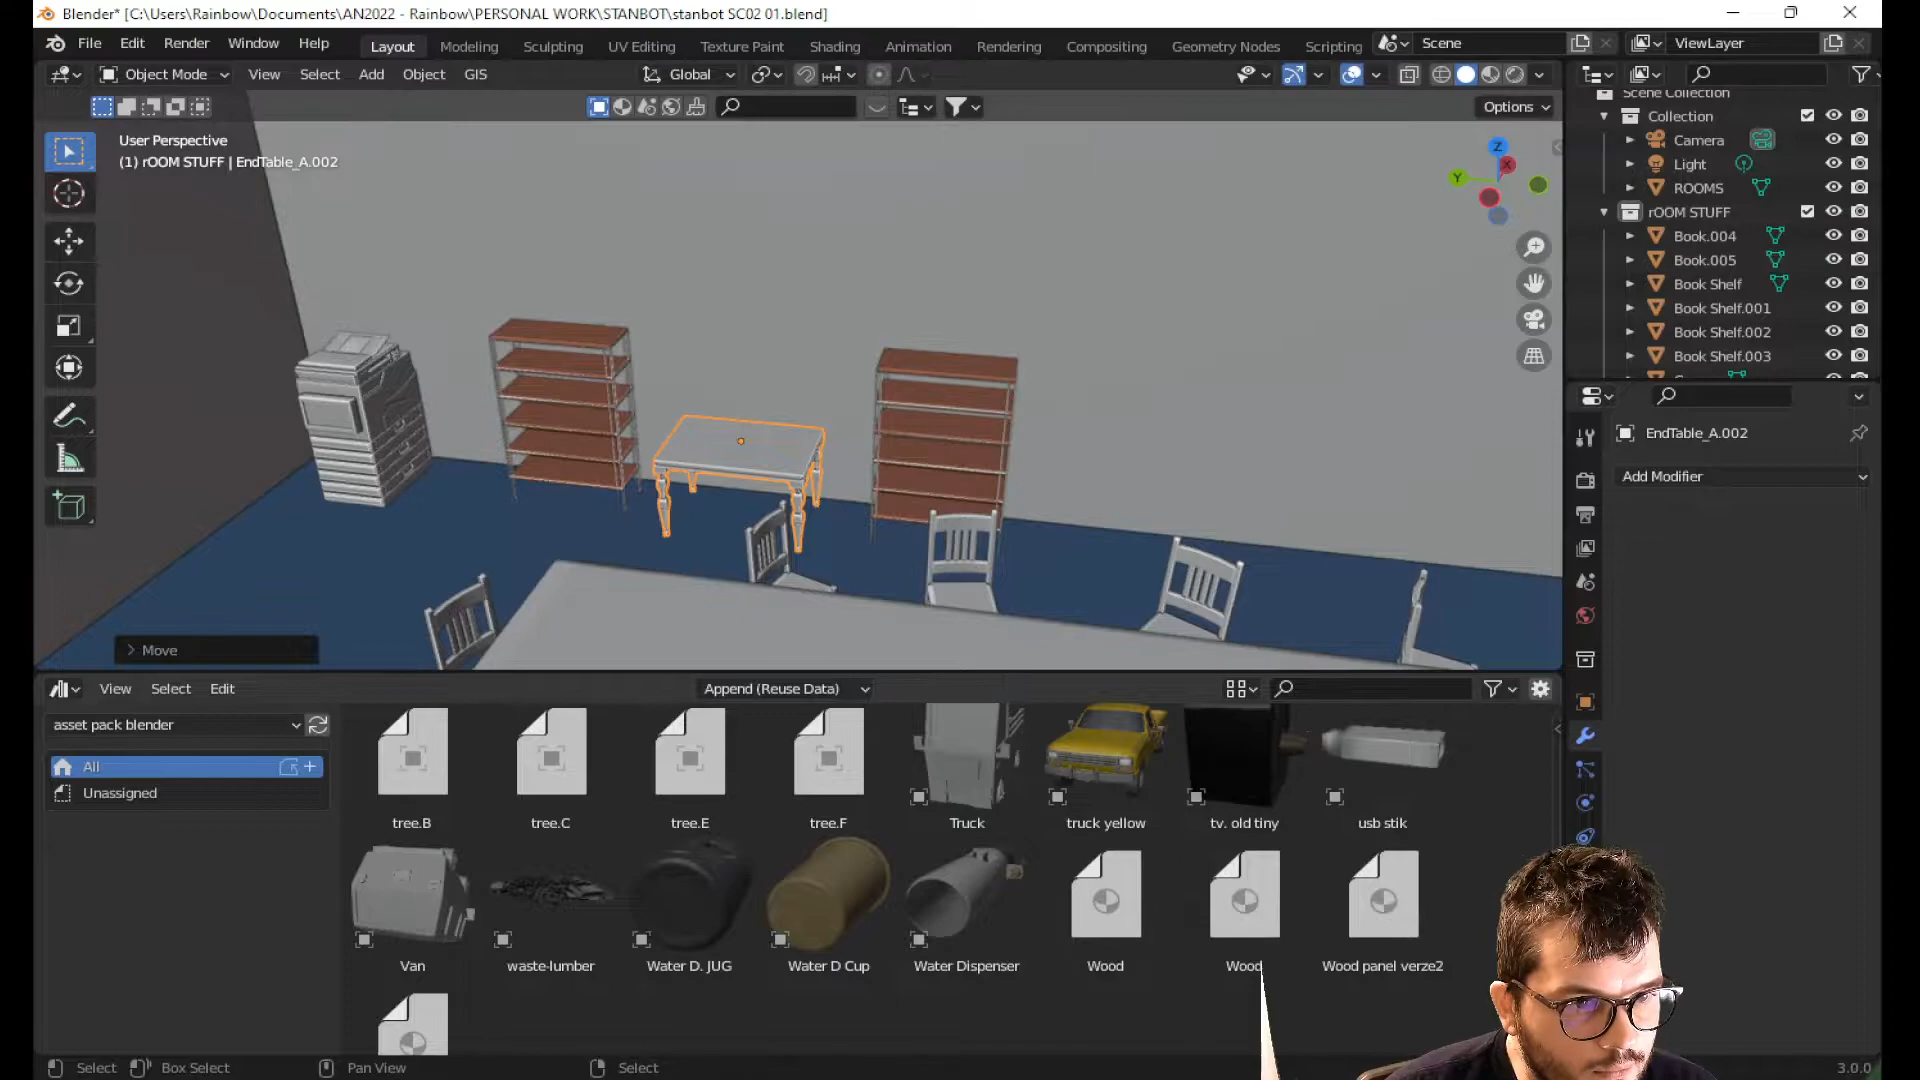 Blender* [C:\Users\Rainbow\Documents\AN2022 - Rainbow\PERSONAL WORK\STANBOT\stanbot SC02 01.blend]
File Edit Render Window Help Layout Modeling Sculpting UV Editing Texture Paint Shading Animation Rendering Compositing Geometry Nodes Scripting Scene ViewLayer
Object Mode View Select Add Object GIS Global
Options
User Perspective
(1) rOOM STUFF | EndTable_A.002
Z
X
Y
Scene Collection
Collection
Camera
Light
ROOMS
rOOM STUFF
Book.004
Book.005
Book Shelf
Book Shelf.001
Book Shelf.002
Book Shelf.003
EndTable_A.002
Add Modifier
Move
View Select Edit Append (Reuse Data)
asset pack blender
All
Unassigned
tree.B tree.C tree.E tree.F Truck truck yellow tv. old tiny usb stik
Van waste-lumber Water D. JUG Water D Cup Water Dispenser Wood Wood Wood panel verze2
Select Box Select Pan View Select 3.0.0